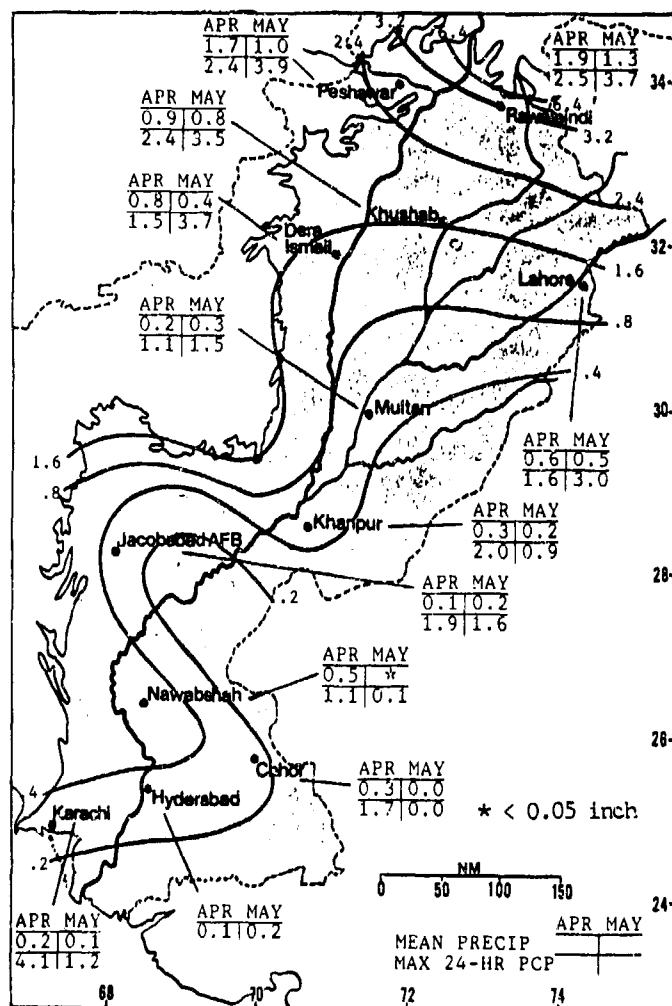 APR MAY
1.7 1.0
2.4 3.9
2.4
3.2
6.4
APR MAY
1.9 1.3
2.5 3.7
34
Peshawar
Rawalpindi
6.4
3.2
APR MAY
0.9 0.8
2.4 3.5
APR MAY
0.8 0.4
1.5 3.7
Dera
Ismail
Khushab
2.4
32
1.6
Lahore
APR MAY
0.2 0.3
1.1 1.5
.8
.4
30
Multan
1.6
.8
APR MAY
0.6 0.5
1.6 3.0
Khanpur
APR MAY
0.3 0.2
2.0 0.9
Jacobabad AFB
28
.2
APR MAY
0.1 0.2
1.9 1.6
APR MAY
0.5 *
1.1 0.1
Nawabshah
26
Chhor
APR MAY
0.3 0.0
1.7 0.0
* < 0.05 inch
4
Karachi
Hyderabad
.2
NM
0 50 100 150
24
APR MAY
0.2 0.1
4.1 1.2
APR MAY
0.1 0.2
APR MAY
MEAN PRECIP
MAX 24-HR PCP
68 70 72 74